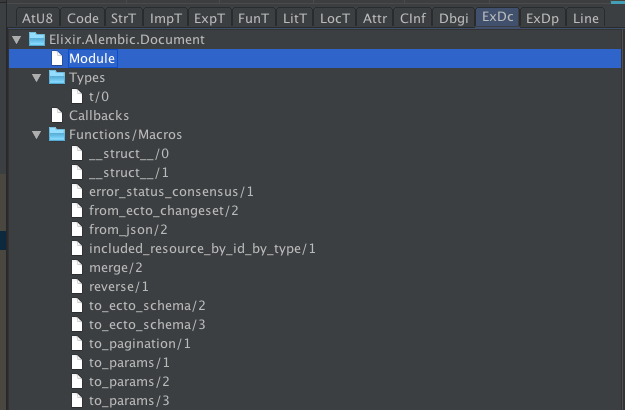 AtU8 Code StrT ImpT ExpT FunT LitT LocT Attr CInf Dbgi ExDc ExDp Line
Elixir.Alembic.Document
Module
Types
t/0
Callbacks
Functions/Macros
__struct__/0
__struct__/1
error_status_consensus/1
from_ecto_changeset/2
from_json/2
included_resource_by_id_by_type/1
merge/2
reverse/1
to_ecto_schema/2
to_ecto_schema/3
to_pagination/1
to_params/1
to_params/2
to_params/3